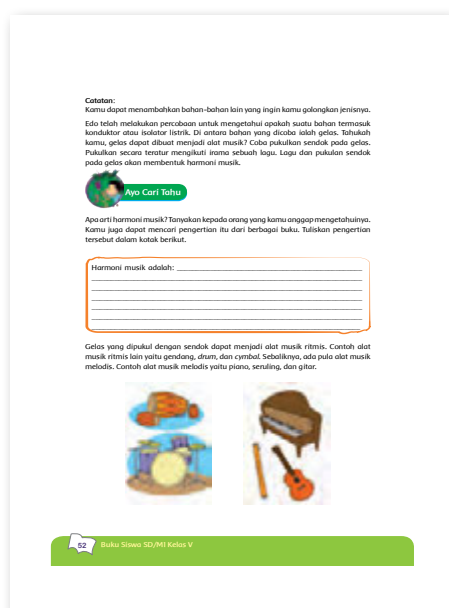 Catatan:
Kamu dapat menambahkan bahan-bahan lain yang ingin kamu golongkan jenisnya.
Edo telah melakukan percobaan untuk mengetahui apakah suatu bahan termasuk
konduktor atau isolator listrik. Di antara bahan yang dicoba ialah gelas. Tahukah
kamu, gelas dapat dibuat menjadi alat musik? Coba pukulkan sendok pada gelas.
Pukulkan secara teratur mengikuti irama sebuah lagu. Lagu dan pukulan sendok
pada gelas akan membentuk harmoni musik.
Ayo Cari Tahu
Apa arti harmoni musik? Tanyakan kepada orang yang kamu anggap mengetahuinya.
Kamu juga dapat mencari pengertian itu dari berbagai buku. Tuliskan pengertian
tersebut dalam kotak berikut.
Harmoni musik adalah:
Gelas yang dipukul dengan sendok dapat menjadi alat musik ritmis. Contoh alat
musik ritmis lain yaitu gendang, drum, dan cymbal. Sebaliknya, ada pula alat musik
melodis. Contoh alat musik melodis yaitu piano, seruling, dan gitar.
52 Buku Siswa SD/MI Kelas V